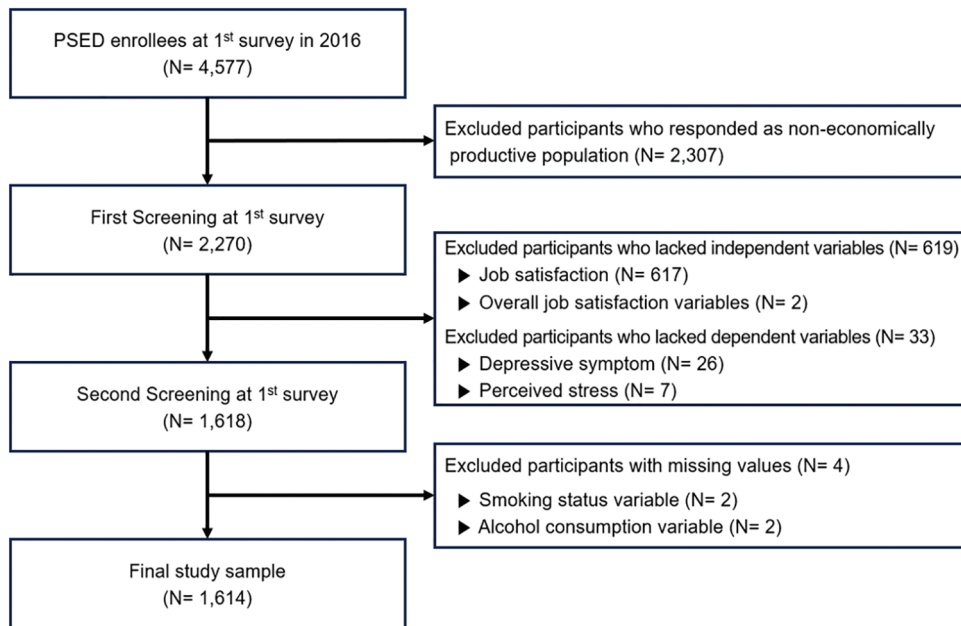 PSED enrollees at 1st survey in 2016
(N= 4,577)
Excluded participants who responded as non-economically
productive population (N= 2,307)
First Screening at 1st survey
(N= 2,270)
Excluded participants who lacked independent variables (N= 619)
▶ Job satisfaction (N= 617)
▶ Overall job satisfaction variables (N= 2)
Excluded participants who lacked dependent variables (N= 33)
▶ Depressive symptom (N= 26)
▶ Perceived stress (N= 7)
Second Screening at 1st survey
(N= 1,618)
Excluded participants with missing values (N= 4)
▶ Smoking status variable (N= 2)
▶ Alcohol consumption variable (N= 2)
Final study sample
(N= 1,614)